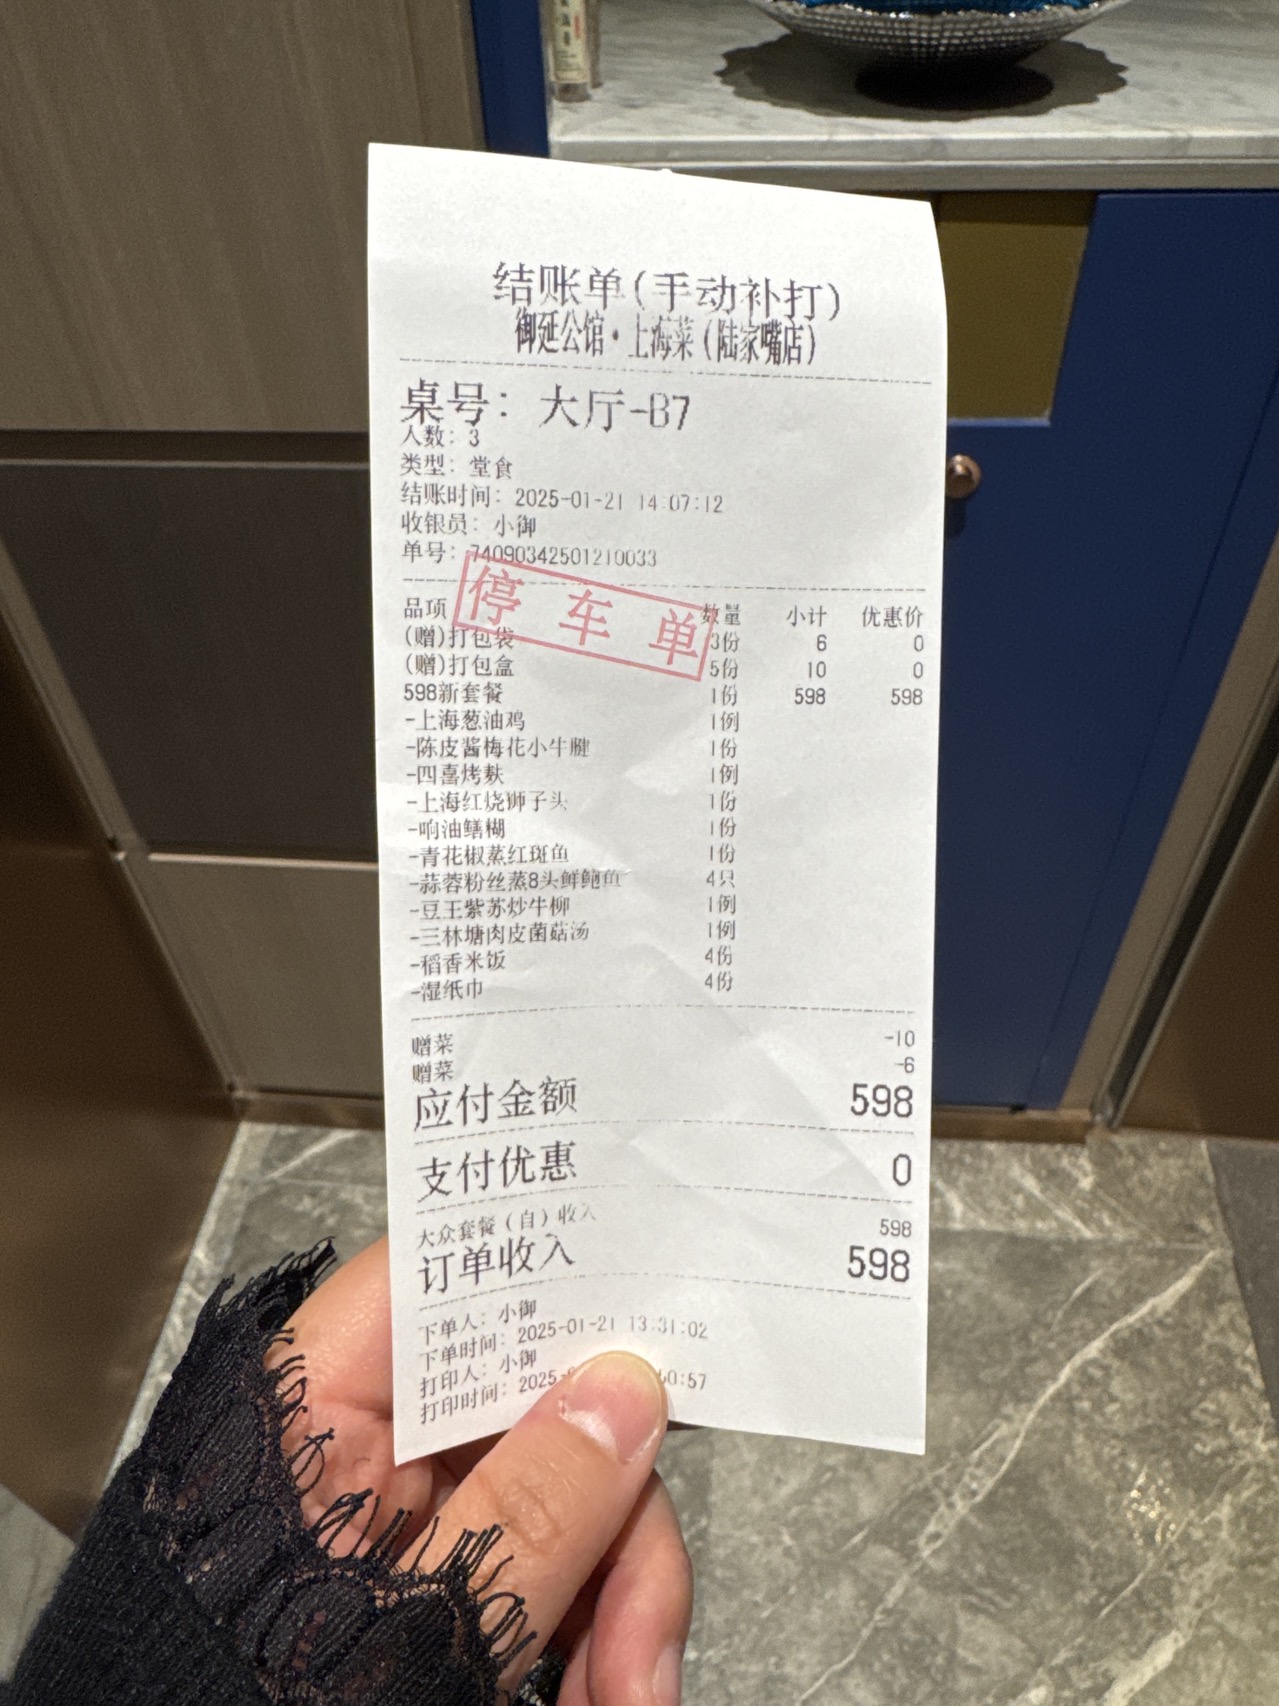 结账单(手动补打)
御延公馆·上海菜(陆家嘴店)
桌号: 大厅-B7
人数: 3
类型: 堂食
结账时间: 2025-01-21 14:07:12
收银员: 小御
单号: 74090342501210033
停车单
品项 数量 小计 优惠价
(赠)打包袋 3份 6 0
(赠)打包盒 5份 10 0
598新套餐 1份 598 598
-上海葱油鸡 1例
-陈皮酱梅花小牛腱 1份
-四喜烤麸 1例
-上海红烧狮子头 1份
-响油鳝糊 1份
-青花椒蒸红斑鱼 1份
-蒜蓉粉丝蒸8头鲜鲍鱼 4只
-豆王紫苏炒牛柳 1例
-三林塘肉皮菌菇汤 1例
-稻香米饭 4份
-湿纸巾 4份
赠菜 -10
赠菜 -6
应付金额 598
支付优惠 0
大众套餐(自)收入 598
订单收入 598
下单人: 小御
下单时间: 2025-01-21 13:31:02
打印人: 小御
打印时间: 2025- 0:57